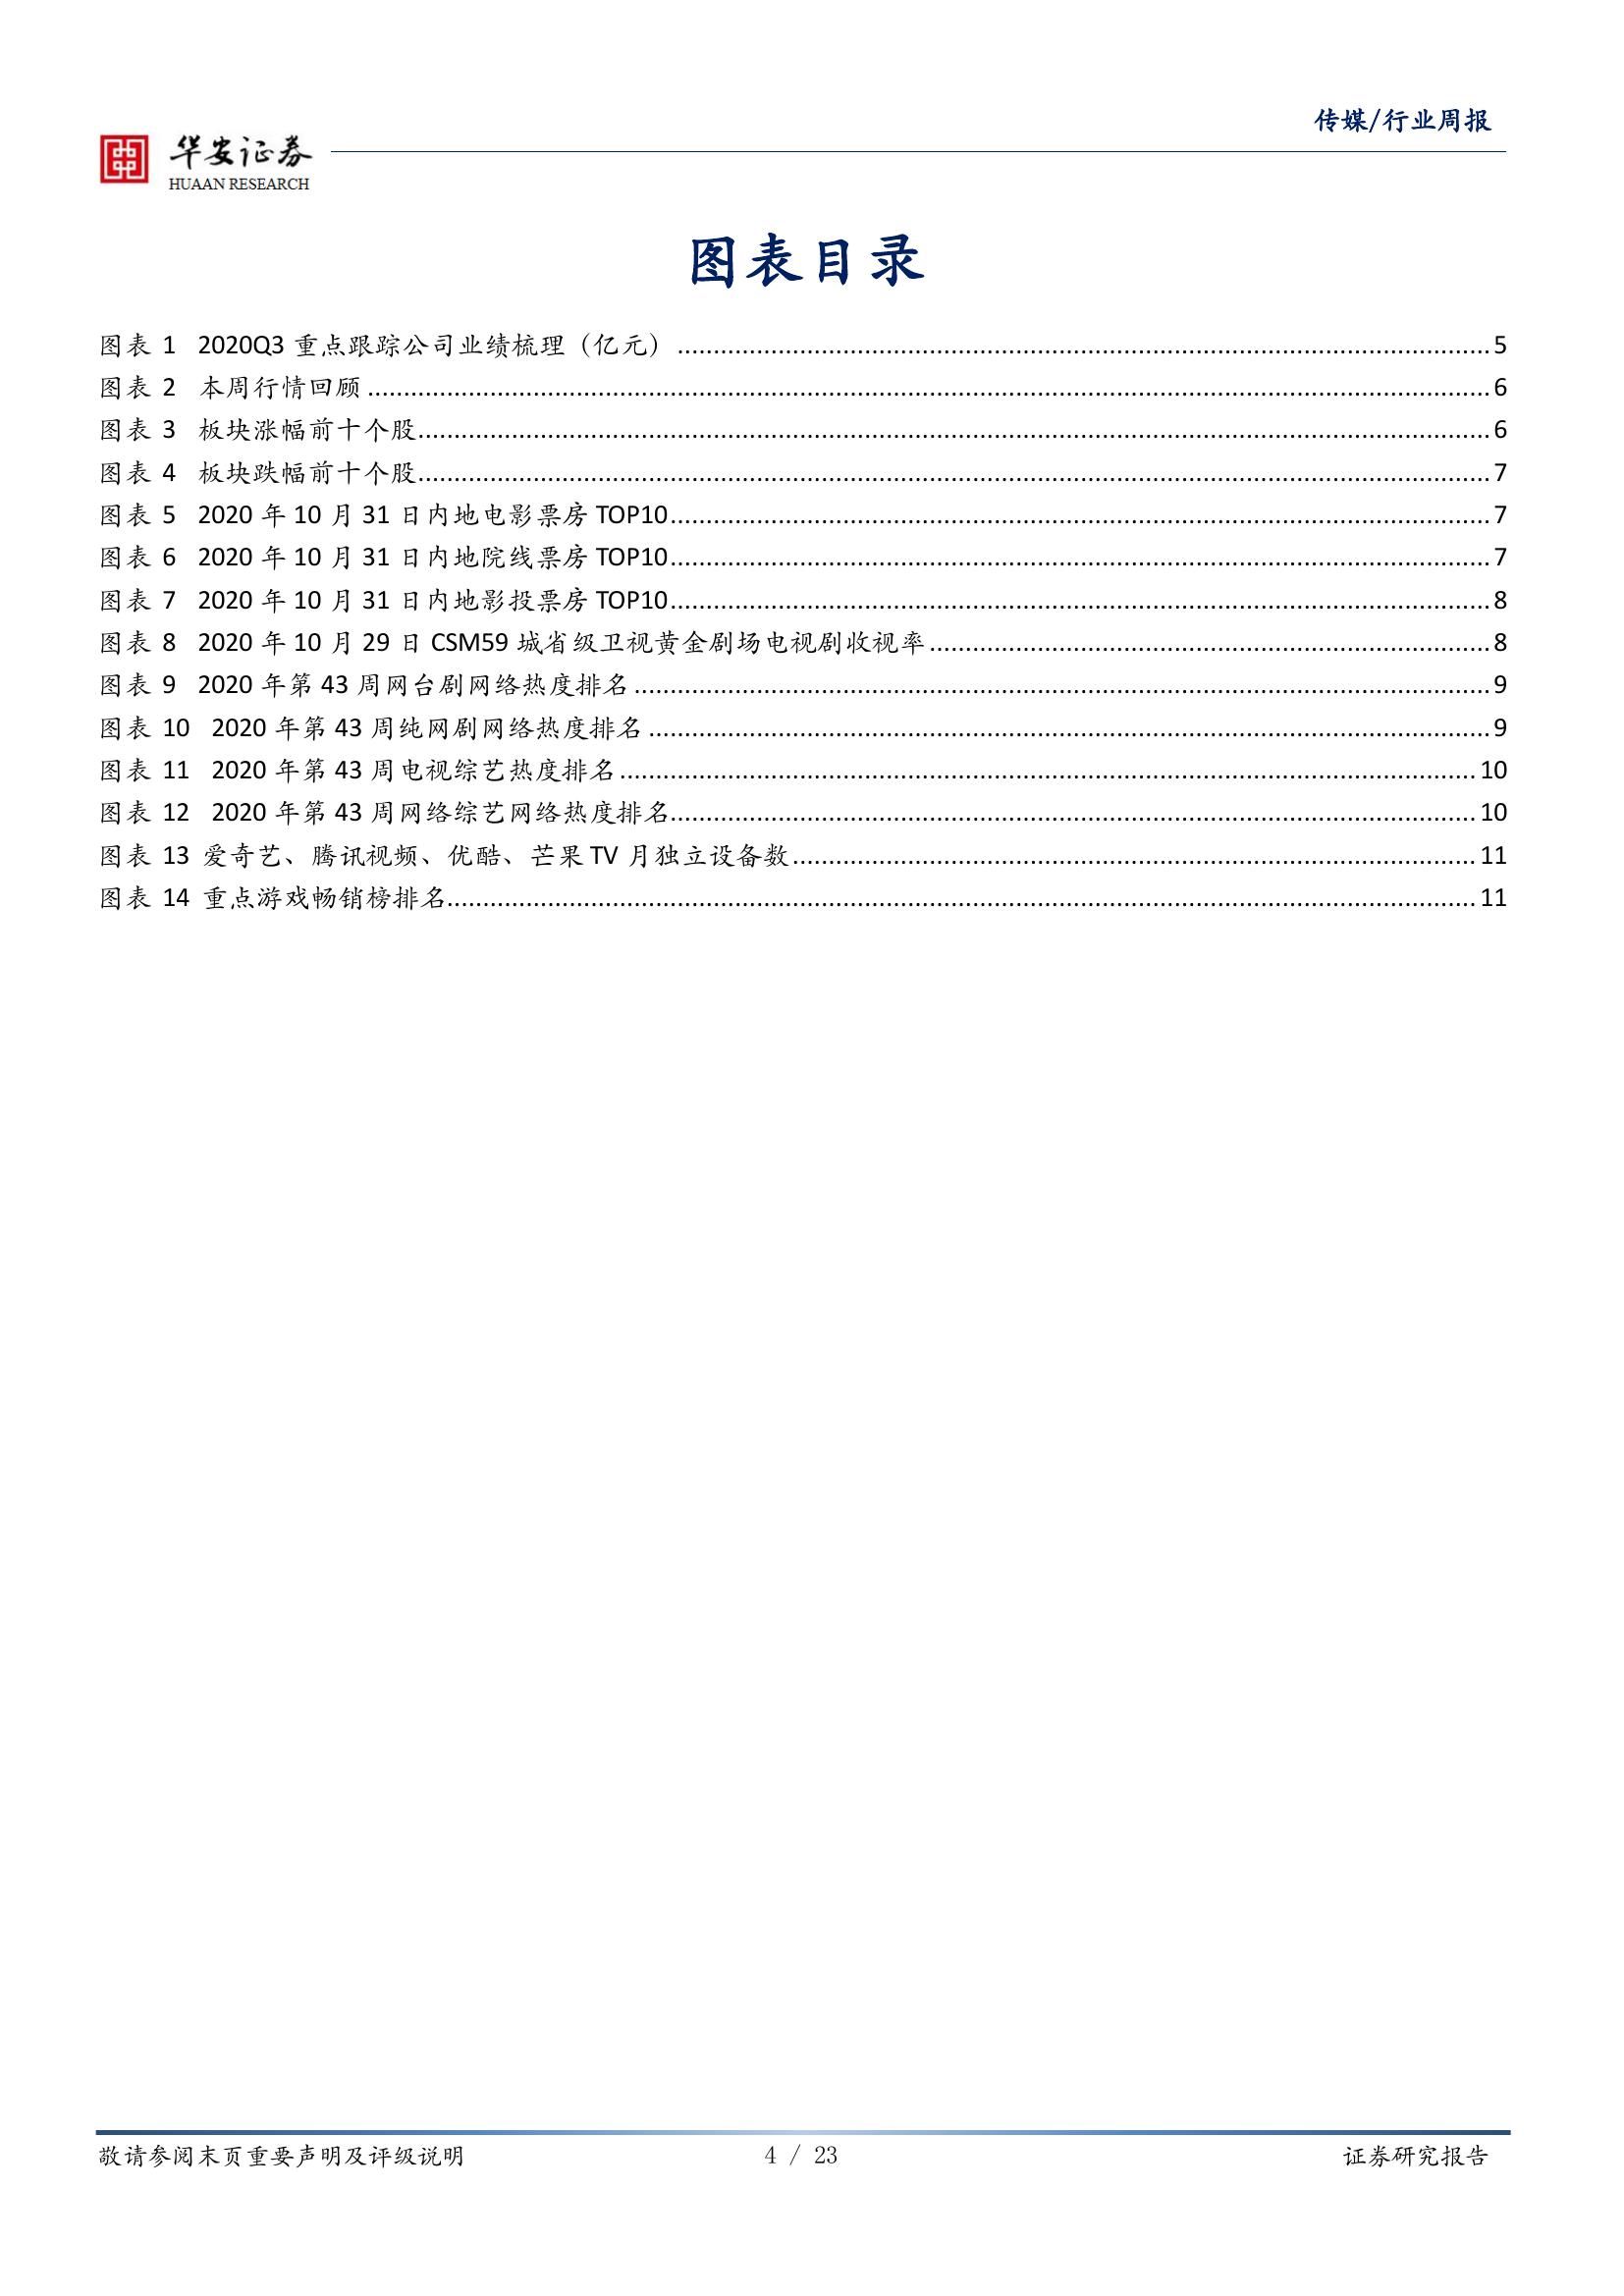 传媒/行业周报
华安证券
HUAAN RESEARCH
图表目录
图表 1 2020Q3 重点跟踪公司业绩梳理（亿元）......5
图表 2 本周行情回顾......6
图表 3 板块涨幅前十个股......6
图表 4 板块跌幅前十个股......7
图表 5 2020 年 10 月 31 日内地电影票房 TOP10......7
图表 6 2020 年 10 月 31 日内地院线票房 TOP10......7
图表 7 2020 年 10 月 31 日内地影投票房 TOP10......8
图表 8 2020 年 10 月 29 日 CSM59 城省级卫视黄金剧场电视剧收视率......8
图表 9 2020 年第 43 周网台剧网络热度排名......9
图表 10 2020 年第 43 周纯网剧网络热度排名......9
图表 11 2020 年第 43 周电视综艺热度排名......10
图表 12 2020 年第 43 周网络综艺网络热度排名......10
图表 13 爱奇艺、腾讯视频、优酷、芒果 TV 月独立设备数......11
图表 14 重点游戏畅销榜排名......11
敬请参阅末页重要声明及评级说明 4 / 23 证券研究报告